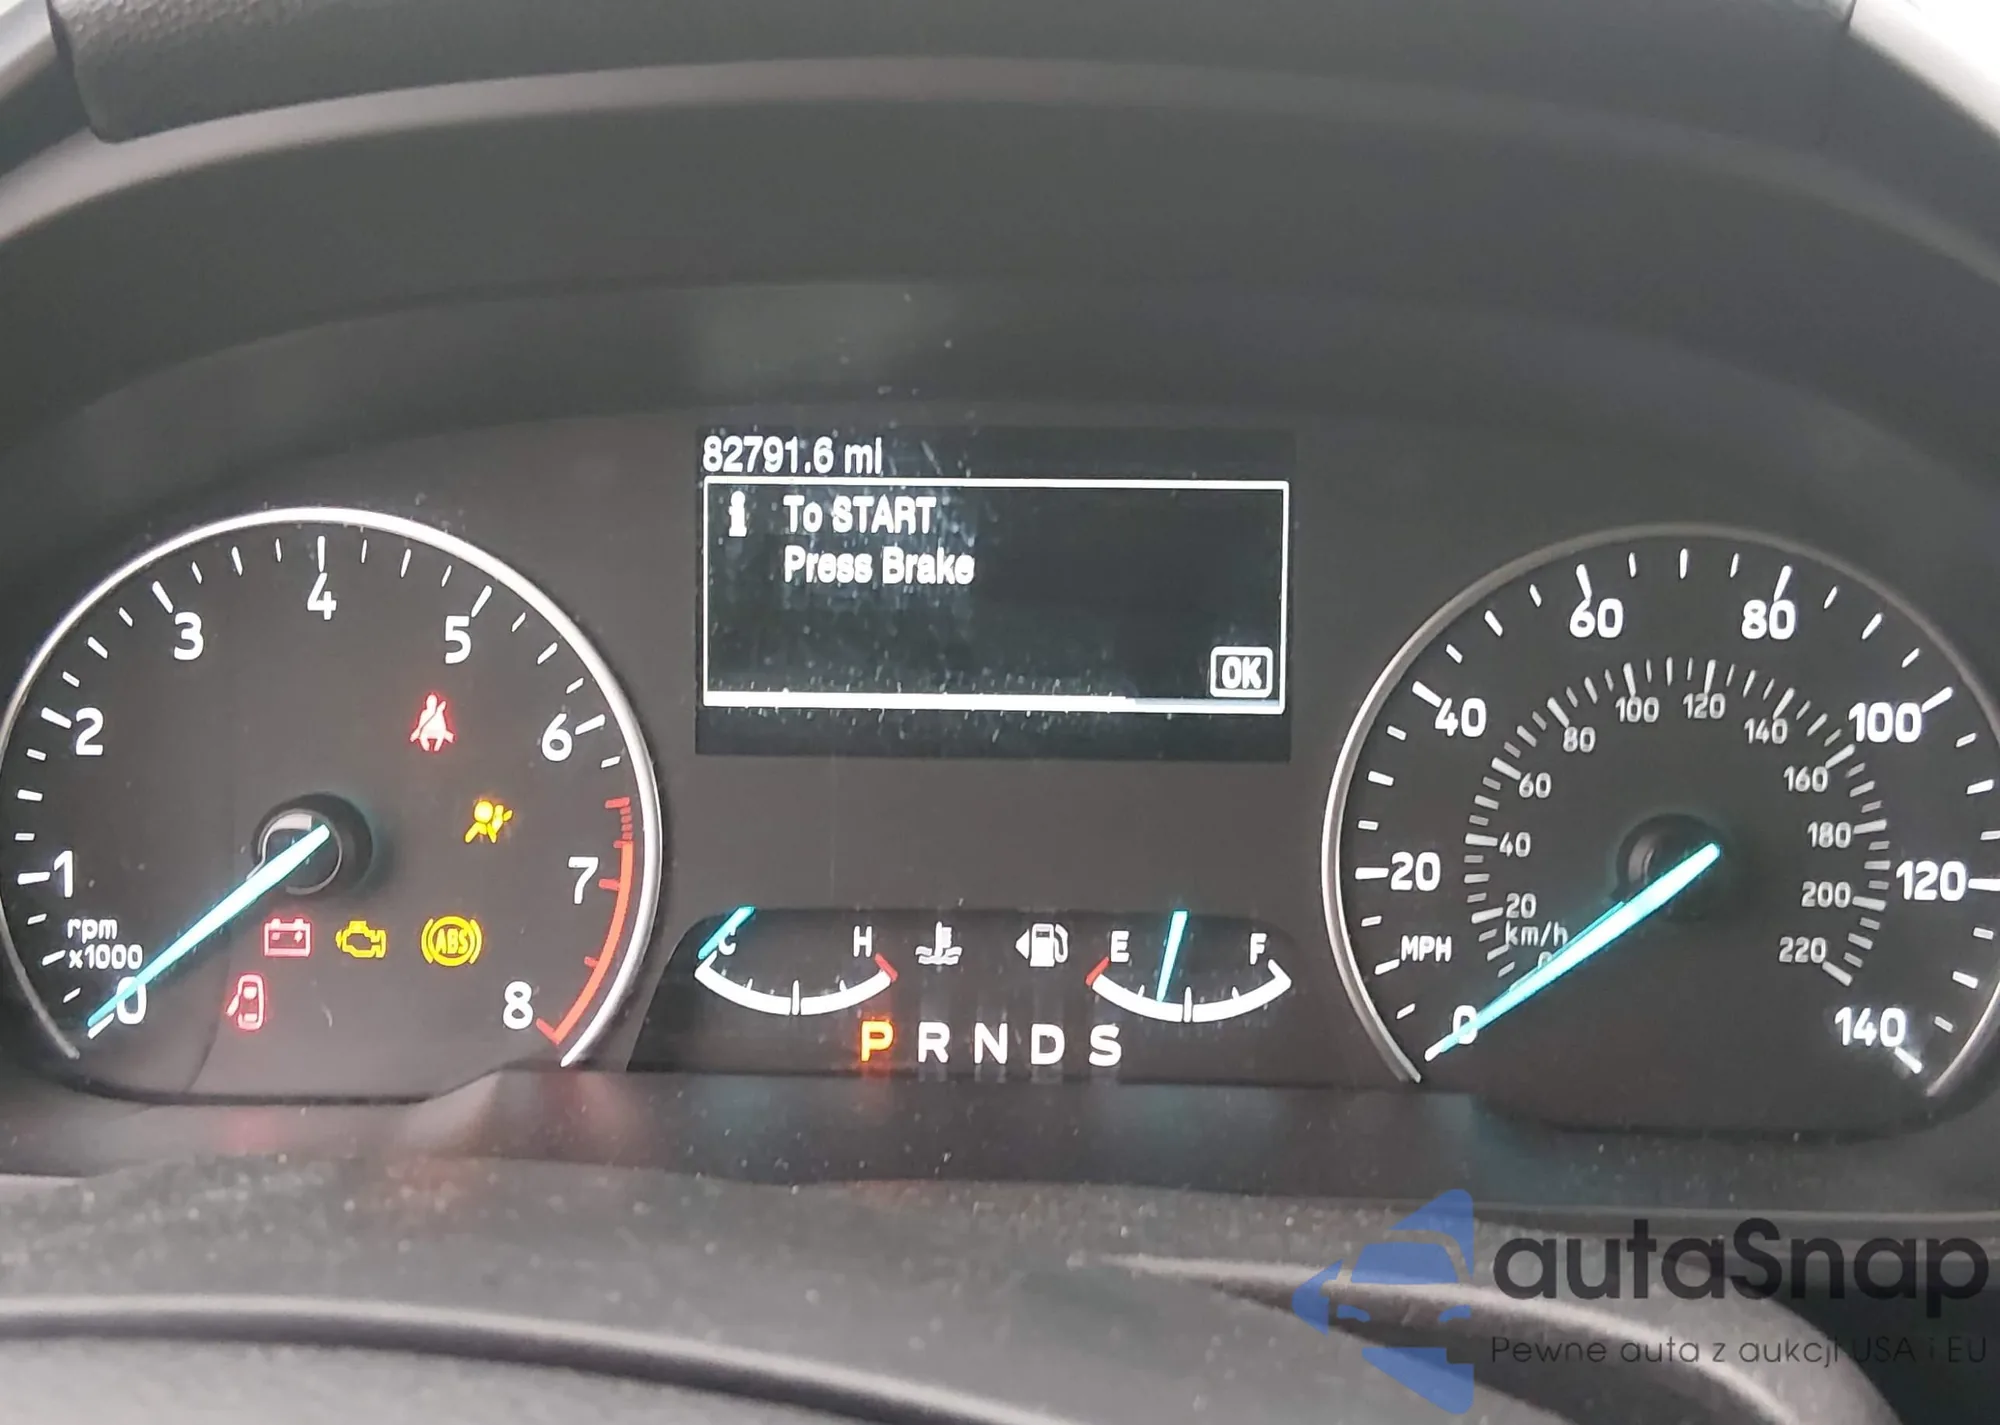 82791.6 mi
i To START
Press Brake
OK
0 1 2 3 4 5 6 7 8
rpm
x1000
ABS
C H
E F
P R N D S
0 20 40 60 80 100 120 140
MPH
0 20 40 60 80 100 120 140 160 180 200 220
km/h
autaSnap
Pewne auta z aukcji USA i EU